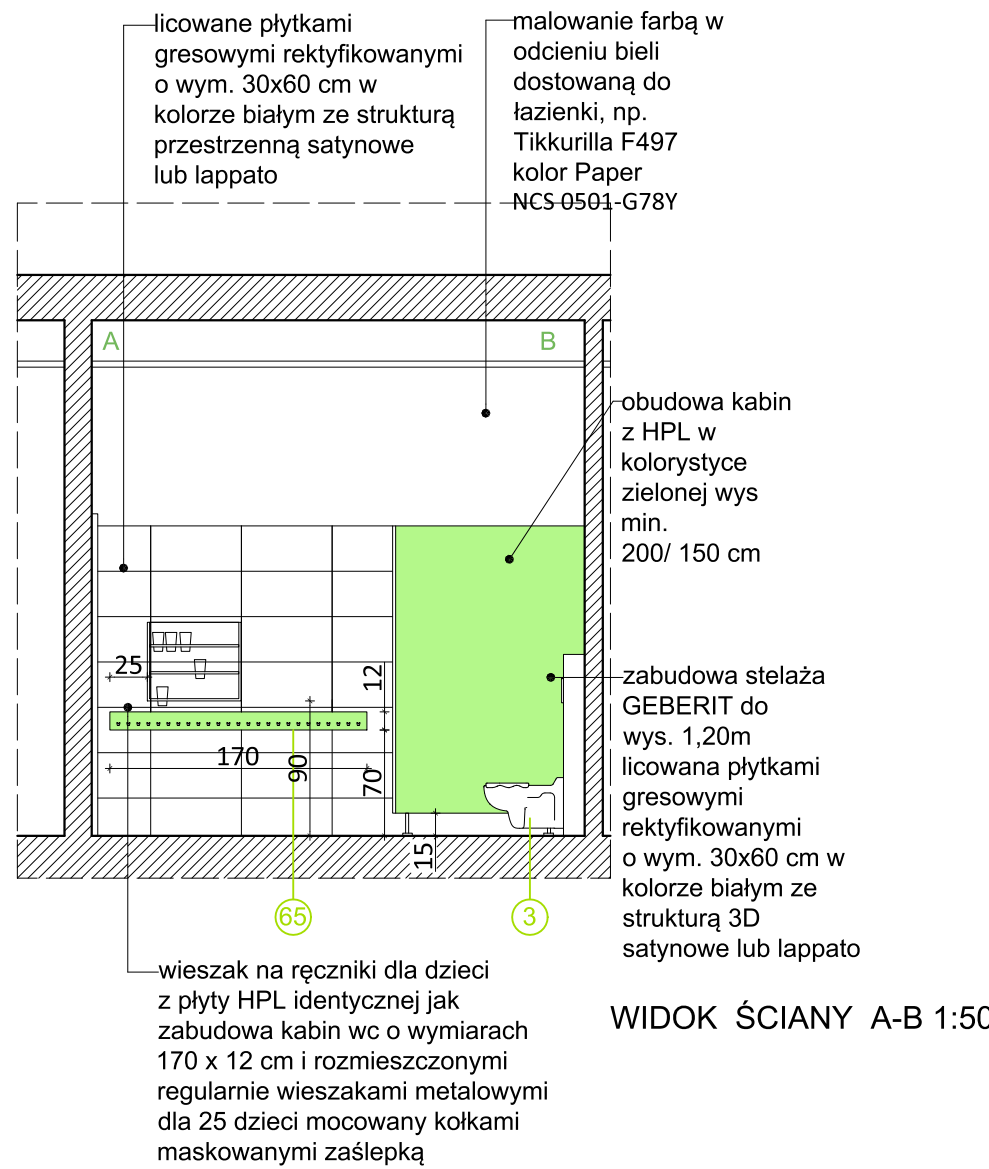 licowane płytkami
gresowymi rektyfikowanymi
o wym. 30x60 cm w
kolorze białym ze strukturą
przestrzenną satynowe
lub lappato
malowanie farbą w
odcieniu bieli
dostowaną do
łazienki, np.
Tikkurilla F497
kolor Paper
NCS 0501-G78Y
A
B
obudowa kabin
z HPL w
kolorystyce
zielonej wys
min.
200/ 150 cm
25
12
170
90
70
15
zabudowa stelaża
GEBERIT do
wys. 1,20m
licowana płytkami
gresowymi
rektyfikowanymi
o wym. 30x60 cm w
kolorze białym ze
strukturą 3D
satynowe lub lappato
65
3
wieszak na ręczniki dla dzieci
z płyty HPL identycznej jak
zabudowa kabin wc o wymiarach
170 x 12 cm i rozmieszczonymi
regularnie wieszakami metalowymi
dla 25 dzieci mocowany kołkami
maskowanymi zaślepką
WIDOK ŚCIANY A-B 1:50